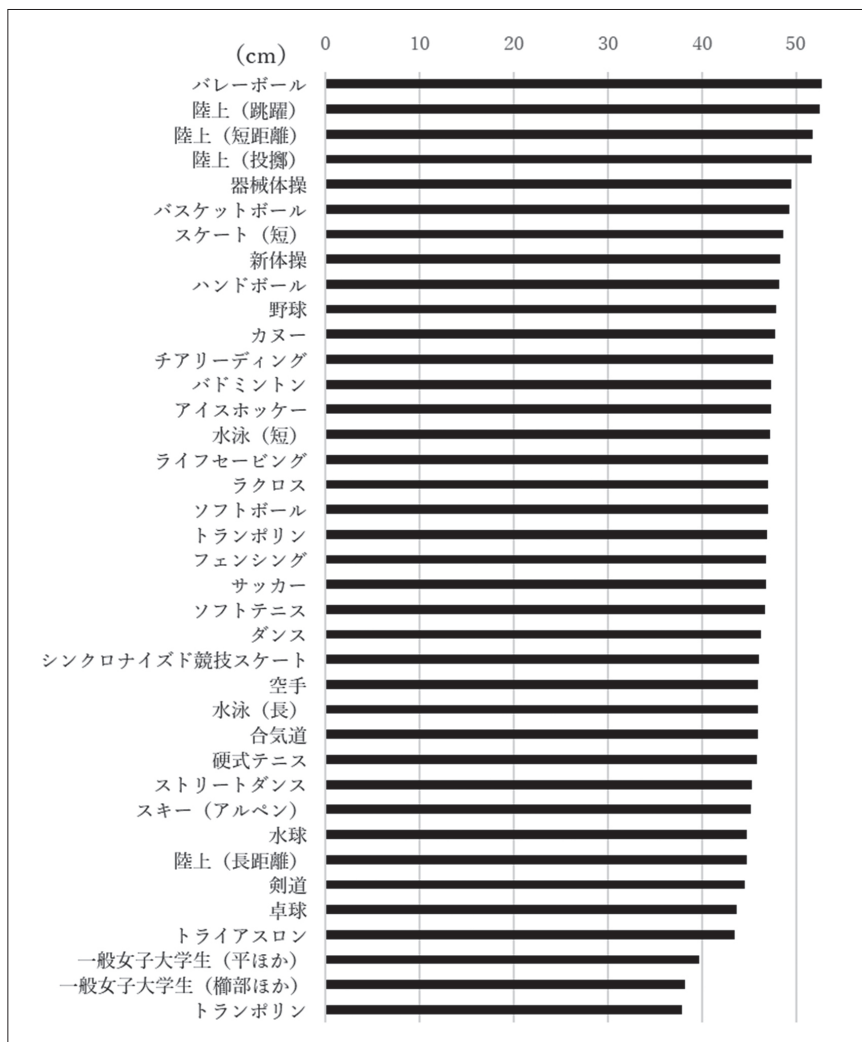 (cm)
0 10 20 30 40 50
バレーボール
陸上（跳躍）
陸上（短距離）
陸上（投擲）
器械体操
バスケットボール
スケート（短）
新体操
ハンドボール
野球
カヌー
チアリーディング
バドミントン
アイスホッケー
水泳（短）
ライフセービング
ラクロス
ソフトボール
トランポリン
フェンシング
サッカー
ソフトテニス
ダンス
シンクロナイズド競技スケート
空手
水泳（長）
合気道
硬式テニス
ストリートダンス
スキー（アルペン）
水球
陸上（長距離）
剣道
卓球
トライアスロン
一般女子大学生（平ほか）
一般女子大学生（櫛部ほか）
トランポリン